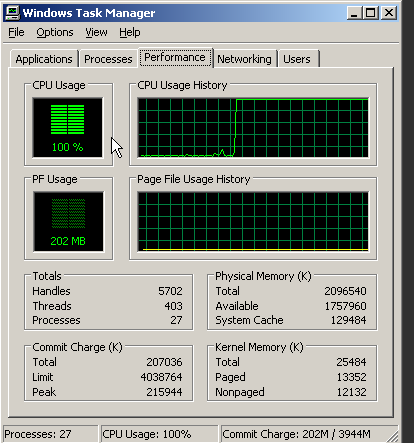 Windows Task Manager
File Options View Help
Applications Processes Performance Networking Users
CPU Usage CPU Usage History
100 %
PF Usage Page File Usage History
202 MB
Totals
Handles 5702
Threads 403
Processes 27
Physical Memory (K)
Total 2096540
Available 1757960
System Cache 129484
Commit Charge (K)
Total 207036
Limit 4038764
Peak 215944
Kernel Memory (K)
Total 25484
Paged 13352
Nonpaged 12132
Processes: 27 CPU Usage: 100% Commit Charge: 202M / 3944M